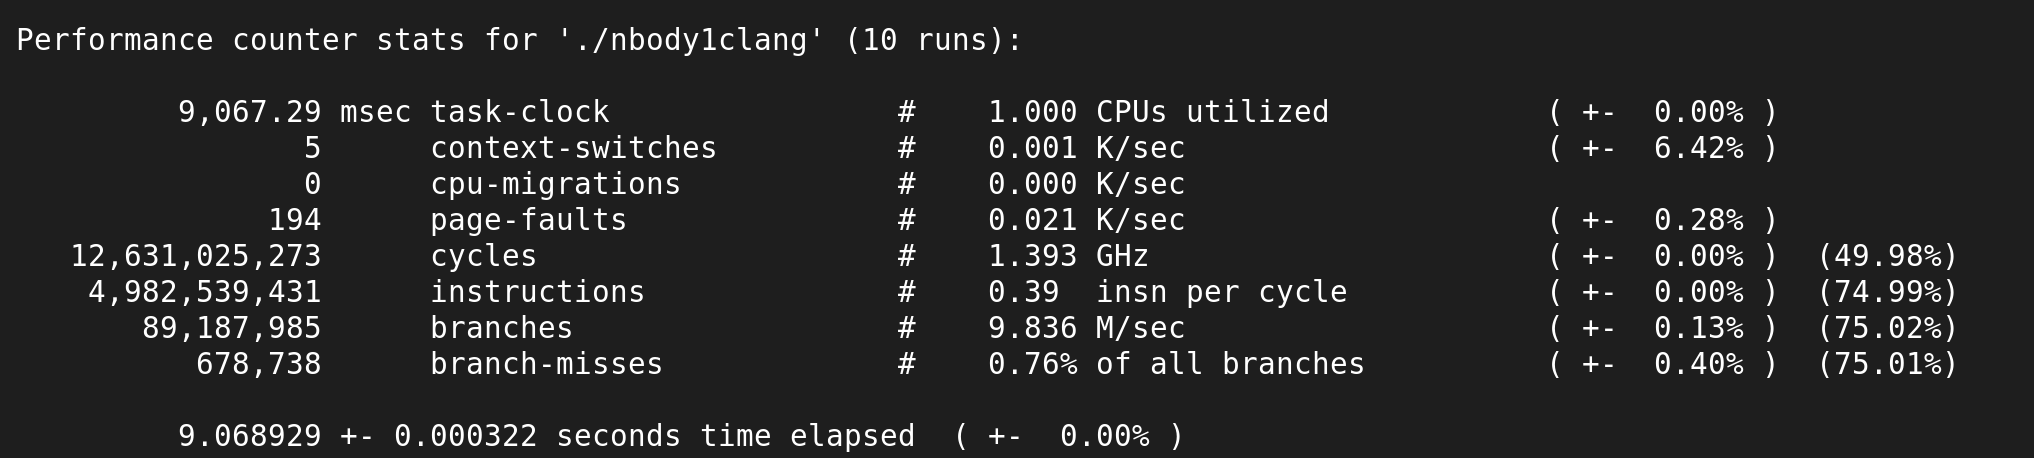 Performance counter stats for './nbody1clang' (10 runs):
9,067.29 msec task-clock # 1.000 CPUs utilized ( +- 0.00% )
5 context-switches # 0.001 K/sec ( +- 6.42% )
0 cpu-migrations # 0.000 K/sec
194 page-faults # 0.021 K/sec ( +- 0.28% )
12,631,025,273 cycles # 1.393 GHz ( +- 0.00% ) (49.98%)
4,982,539,431 instructions # 0.39 insn per cycle ( +- 0.00% ) (74.99%)
89,187,985 branches # 9.836 M/sec ( +- 0.13% ) (75.02%)
678,738 branch-misses # 0.76% of all branches ( +- 0.40% ) (75.01%)
9.068929 +- 0.000322 seconds time elapsed ( +- 0.00% )